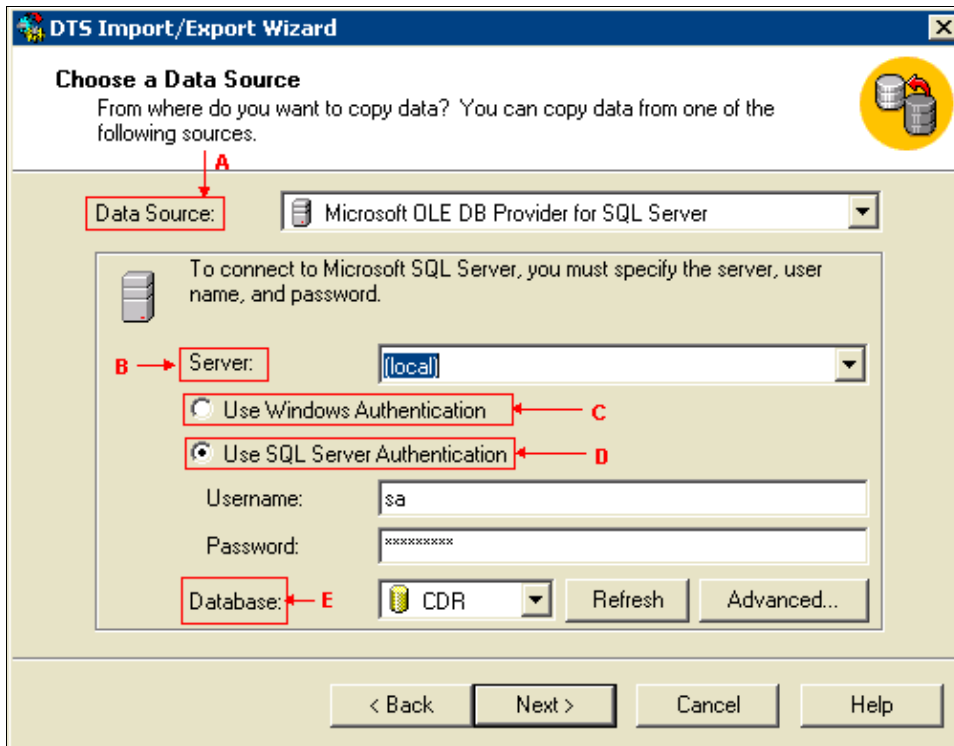 DTS Import/Export Wizard
Choose a Data Source
From where do you want to copy data? You can copy data from one of the
following sources.
A
Data Source: Microsoft OLE DB Provider for SQL Server
To connect to Microsoft SQL Server, you must specify the server, user
name, and password.
B Server: (local)
Use Windows Authentication C
Use SQL Server Authentication D
Username: sa
Password: *********
Database: E CDR Refresh Advanced...
< Back Next > Cancel Help